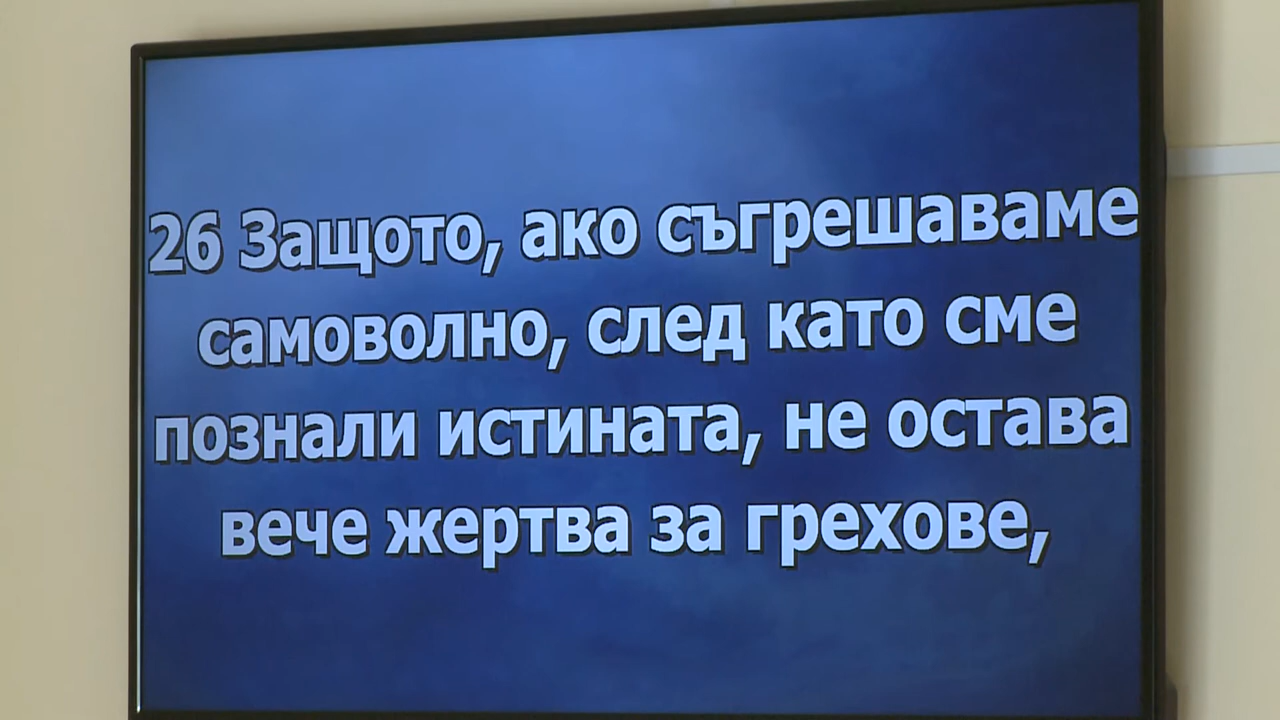 26 Защото, ако съгрешаваме
самоволно, след като сме
познали истината, не остава
вече жертва за грехове,